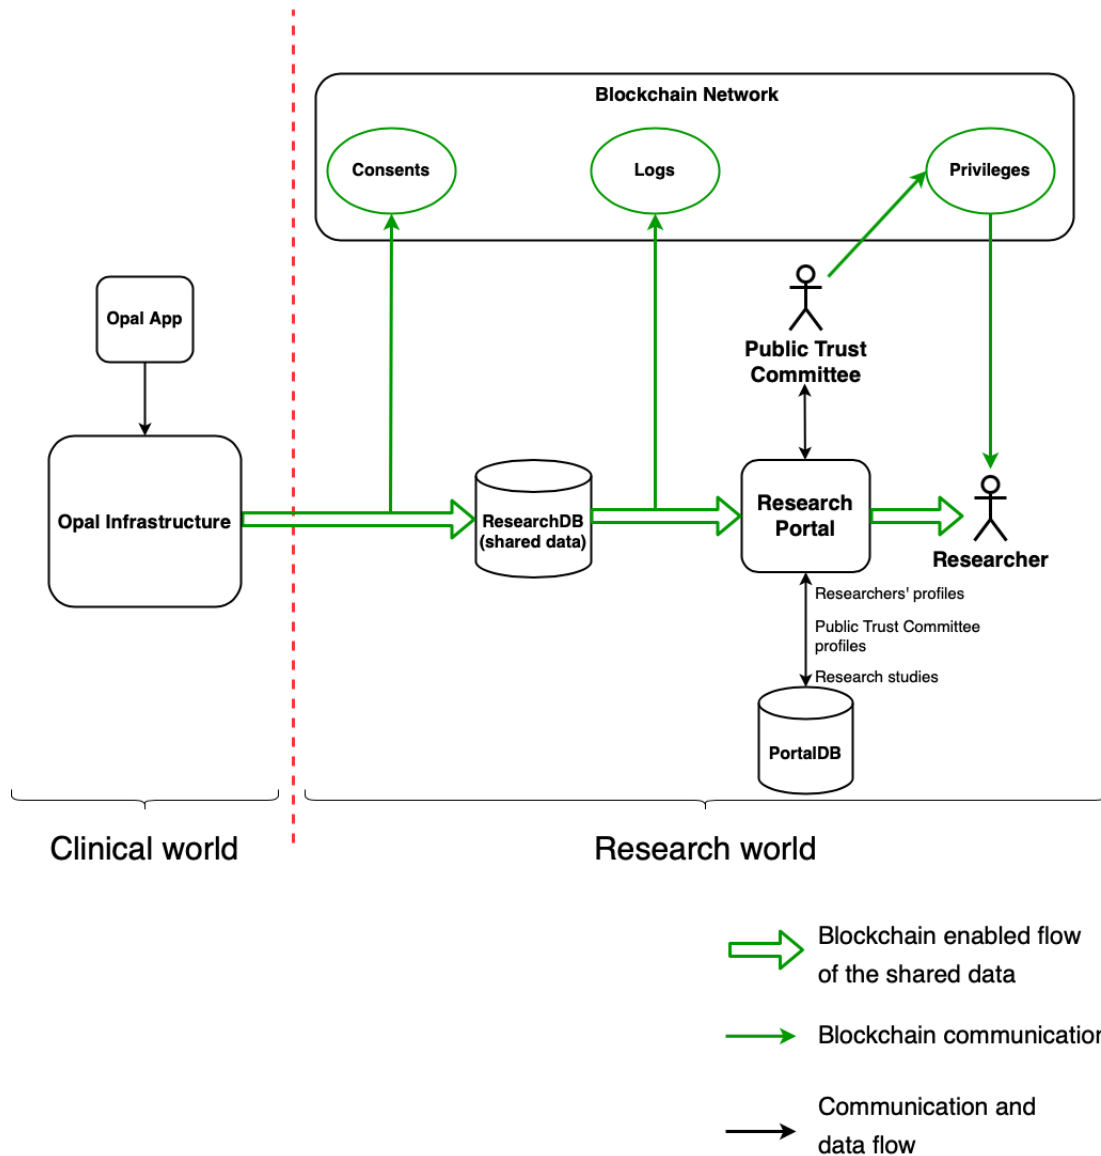 Blockchain Network
Consents
Logs
Privileges
Opal App
Public Trust
Committee
Opal Infrastructure
ResearchDB
(shared data)
Research
Portal
Researcher
Researchers' profiles
Public Trust Committee
profiles
Research studies
PortalDB
Clinical world
Research world
Blockchain enabled flow
of the shared data
Blockchain communication
Communication and
data flow